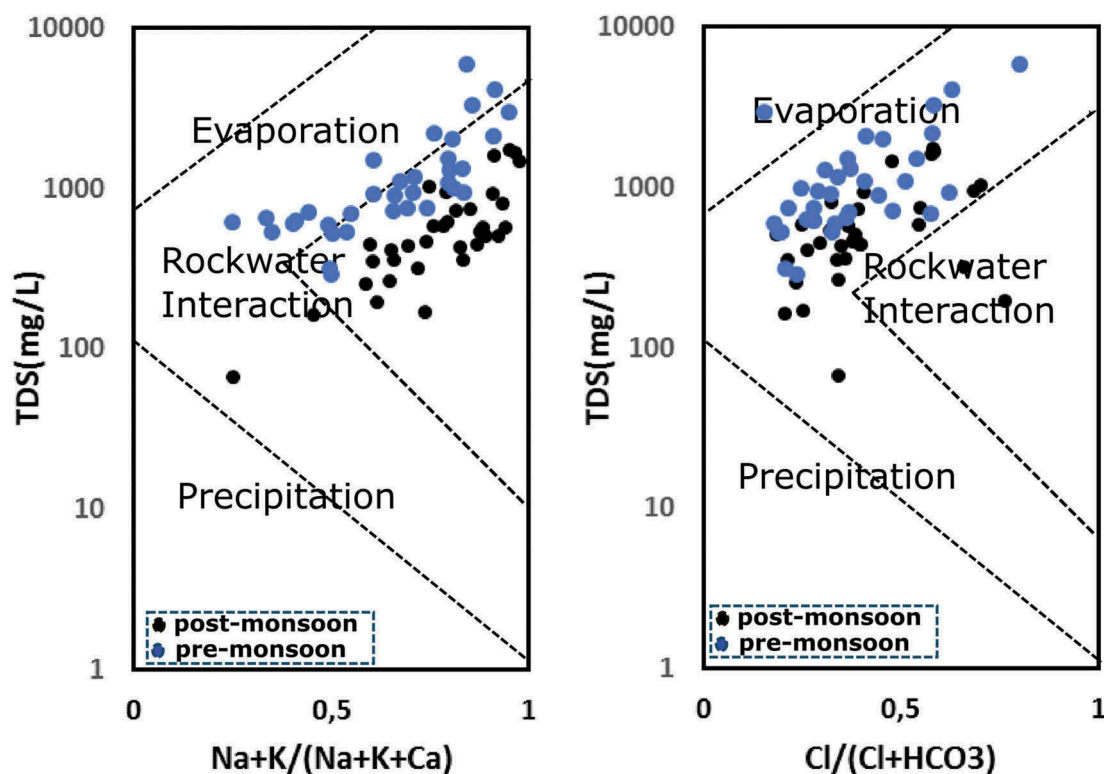 10000
1000
100
10
1
TDS(mg/L)
Evaporation
Rockwater
Interaction
Precipitation
post-monsoon
pre-monsoon
0
0,5
1
Na+K/(Na+K+Ca)
10000
1000
100
10
1
TDS(mg/L)
Evaporation
Rockwater
Interaction
Precipitation
post-monsoon
pre-monsoon
0
0,5
1
Cl/(Cl+HCO3)